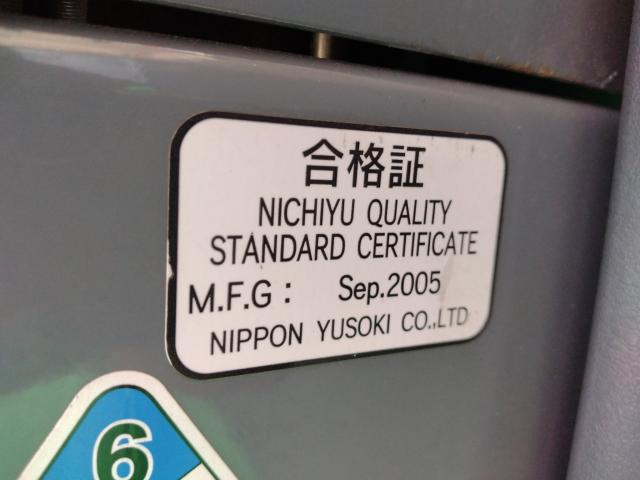 合格証
NICHIYU QUALITY
STANDARD CERTIFICATE
M.F.G : Sep.2005
NIPPON YUSOKI CO.,LTD
6